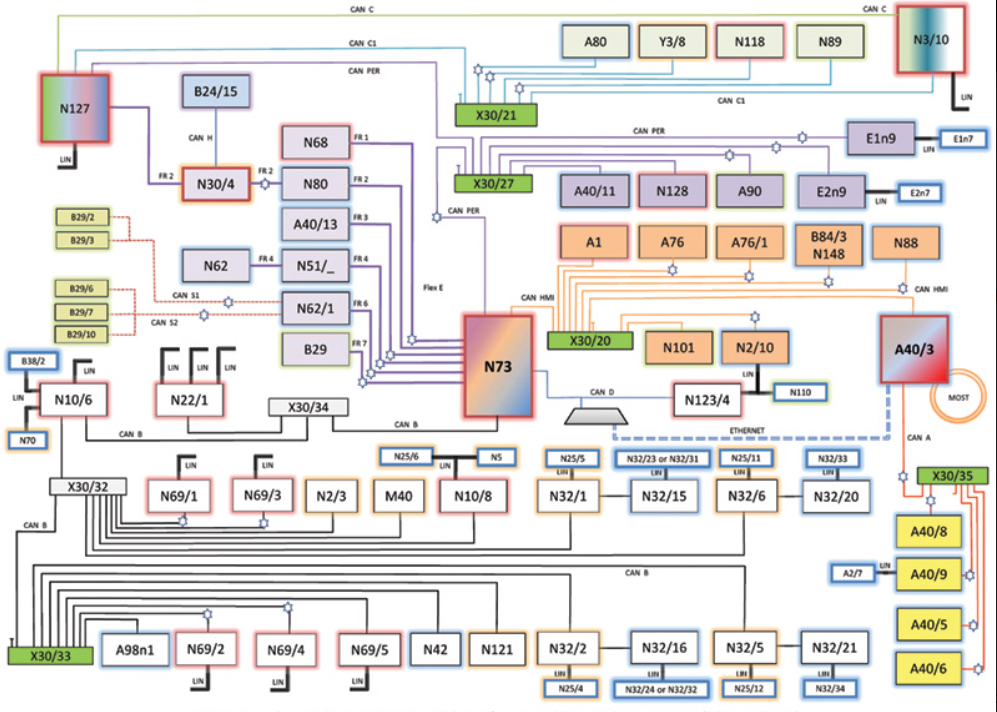 CAN C
CAN C
N3/10
A80
Y3/8
N118
N89
CAN C1
CAN PER
N127
B24/15
X30/21
CAN C1
LIN
CAN H
N68
FR 1
CAN PER
E1n9
LIN
E1n7
LIN
FR 2
N30/4
FR 2
N80
FR 2
X30/27
A40/11
N128
A90
E2n9
LIN
E2n7
B29/2
B29/3
A40/13
FR 3
CAN PER
A1
A76
A76/1
B84/3
N148
N88
N62
FR 4
N51/_
FR 4
B29/6
B29/7
B29/10
CAN S1
CAN S2
N62/1
FR 6
Flex E
CAN HMI
CAN HMI
B29
FR 7
X30/20
N101
N2/10
A40/3
N73
B38/2
LIN
LIN
LIN
N110
N10/6
N22/1
X30/34
CAN D
N123/4
MOST
N70
CAN B
CAN B
ETHERNET
CAN A
LIN
LIN
N25/6
LIN
N5
N25/5
LIN
N32/23 or N32/31
LIN
N25/11
LIN
N32/33
LIN
X30/35
X30/32
N69/1
N69/3
N2/3
M40
N10/8
N32/1
N32/15
N32/6
N32/20
CAN B
A40/8
CAN B
A2/7
LIN
A40/9
A40/5
X30/33
A98n1
N69/2
N69/4
N69/5
N42
N121
N32/2
N32/16
N32/5
N32/21
A40/6
LIN
LIN
LIN
LIN
LIN
LIN
LIN
N25/4
N32/24 or N32/32
N25/12
N32/34